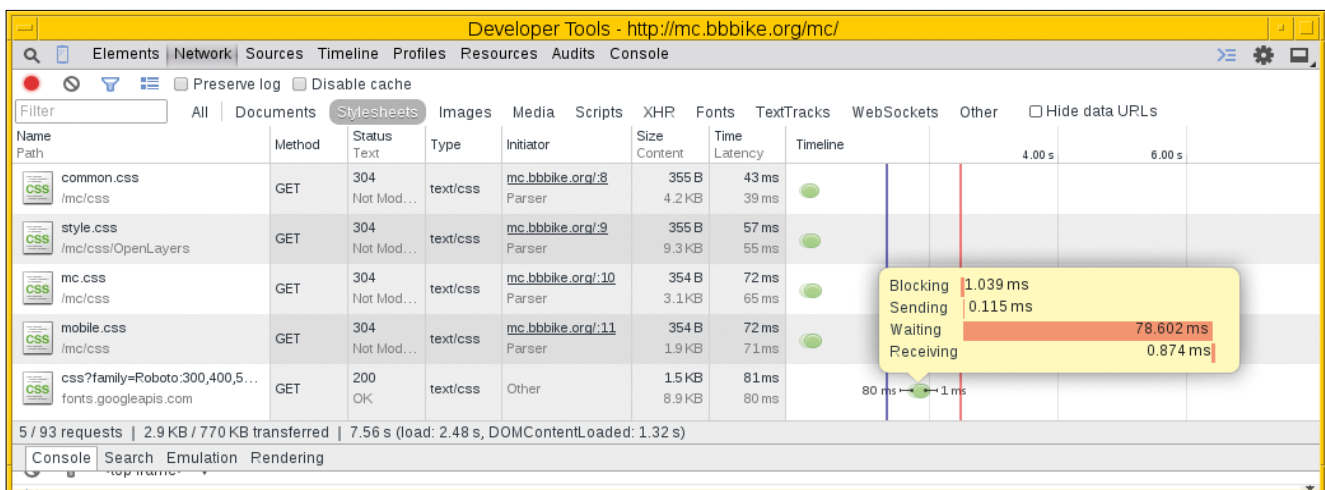 Developer Tools - http://mc.bbbike.org/mc/
Elements Network Sources Timeline Profiles Resources Audits Console
Preserve log Disable cache
Filter All Documents Stylesheets Images Media Scripts XHR Fonts TextTracks WebSockets Other Hide data URLs
Name Method Status Type Initiator Size Time Timeline
Path Text Content Latency 4.00 s 6.00 s
common.css GET 304 text/css mc.bbbike.org/:8 355 B 43 ms
/mc/css Not Mod... Parser 4.2 KB 39 ms
style.css GET 304 text/css mc.bbbike.org/:9 355 B 57 ms
/mc/css/OpenLayers Not Mod... Parser 9.3 KB 55 ms
mc.css GET 304 text/css mc.bbbike.org/:10 354 B 72 ms
/mc/css Not Mod... Parser 3.1 KB 65 ms
mobile.css GET 304 text/css mc.bbbike.org/:11 354 B 72 ms
/mc/css Not Mod... Parser 1.9 KB 71 ms
css?family=Roboto:300,400,5... GET 200 text/css Other 1.5 KB 81 ms
fonts.googleapis.com OK 8.9 KB 80 ms
Blocking 1.039 ms
Sending 0.115 ms
Waiting 78.602 ms
Receiving 0.874 ms
80 ms 1 ms
5 / 93 requests | 2.9 KB / 770 KB transferred | 7.56 s (load: 2.48 s, DOMContentLoaded: 1.32 s)
Console Search Emulation Rendering